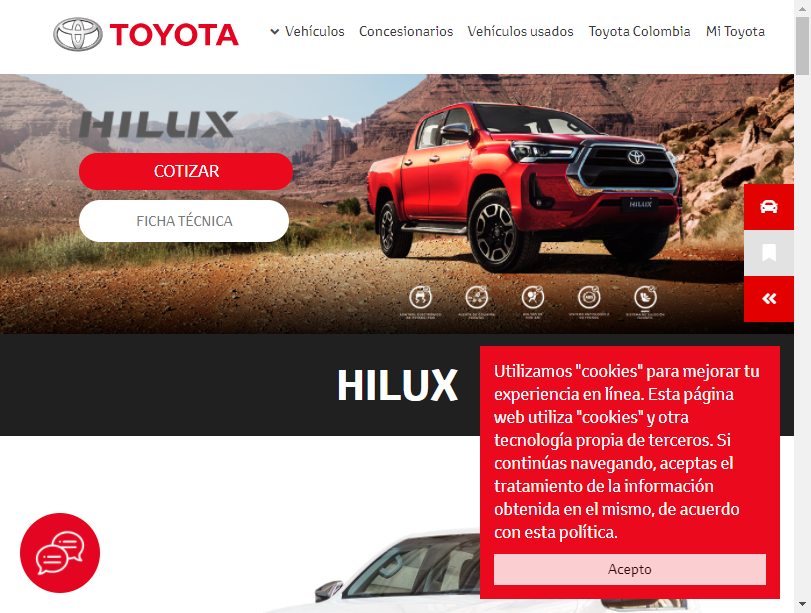 TOYOTA
Vehículos Concesionarios Vehículos usados Toyota Colombia Mi Toyota
HILUX
COTIZAR
FICHA TÉCNICA
HILUX
HILUX
Utilizamos "cookies" para mejorar tu
experiencia en línea. Esta página
web utiliza "cookies" y otra
tecnología propia de terceros. Si
continúas navegando, aceptas el
tratamiento de la información
obtenida en el mismo, de acuerdo
con esta política.
Acepto